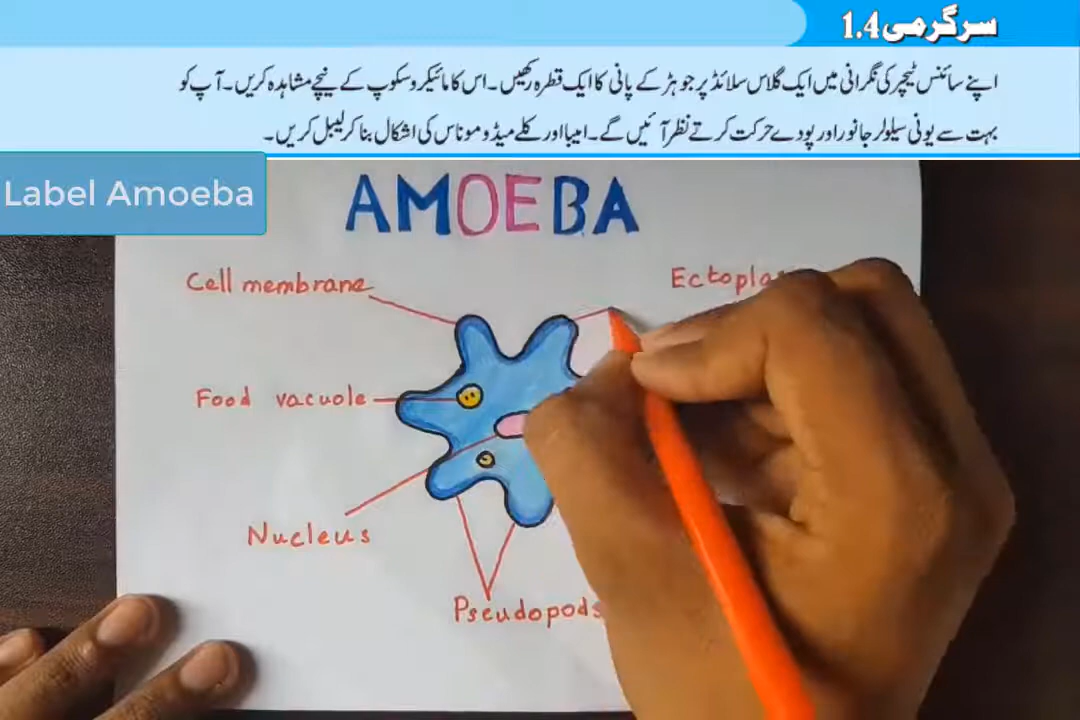 سرگرمی 1.4
اپنے سائنس ٹیچر کی نگرانی میں ایک گلاس سلائڈ پر جوہڑ کے پانی کا ایک قطرہ رکھیں۔ اس کا مائیکروسکوپ کے نیچے مشاہدہ کریں۔ آپ کو
بہت سے یونی سیلولر جانور اور پودے حرکت کرتے نظر آئیں گے۔ امیبا اور کلے میڈوموناس کی اشکال بنا کر لیبل کریں۔
Label Amoeba
AMOEBA
Cell membrane
Food vacuole
Nucleus
Pseudopods